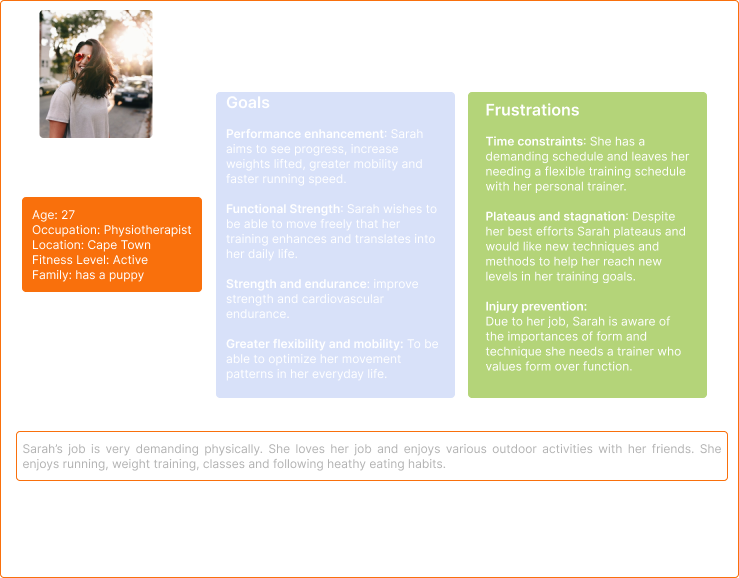 Goals
Performance enhancement: Sarah
aims to see progress, increase
weights lifted, greater mobility and
faster running speed.
Functional Strength: Sarah wishes to
be able to move freely that her
training enhances and translates into
her daily life.
Strength and endurance: improve
strength and cardiovascular
endurance.
Greater flexibility and mobility: To be
able to optimize her movement
patterns in her everyday life.
Frustrations
Time constraints: She has a
demanding schedule and leaves her
needing a flexible training schedule
with her personal trainer.
Plateaus and stagnation: Despite
her best efforts Sarah plateaus and
would like new techniques and
methods to help her reach new
levels in her training goals.
Injury prevention:
Due to her job, Sarah is aware of
the importances of form and
technique she needs a trainer who
values form over function.
Age: 27
Occupation: Physiotherapist
Location: Cape Town
Fitness Level: Active
Family: has a puppy
Sarah's job is very demanding physically. She loves her job and enjoys various outdoor activities with her friends. She
enjoys running, weight training, classes and following heathy eating habits.